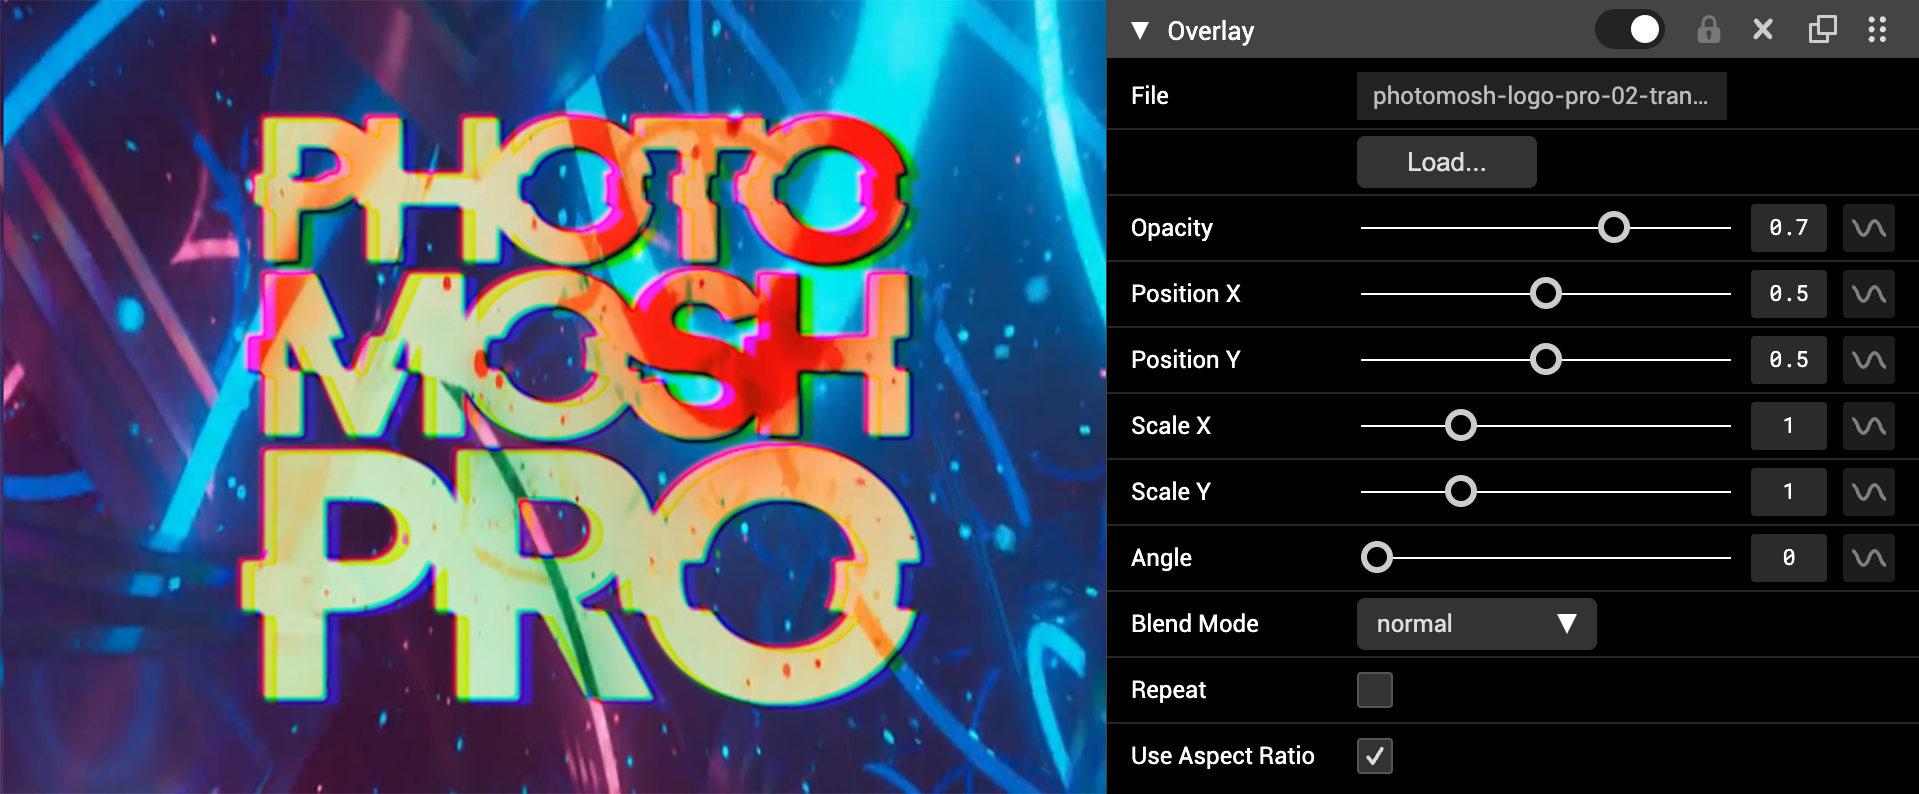 PHOTO
MOSH
PRO
Overlay
File photomosh-logo-pro-02-tran...
Load...
Opacity 0.7
Position X 0.5
Position Y 0.5
Scale X 1
Scale Y 1
Angle 0
Blend Mode normal
Repeat
Use Aspect Ratio